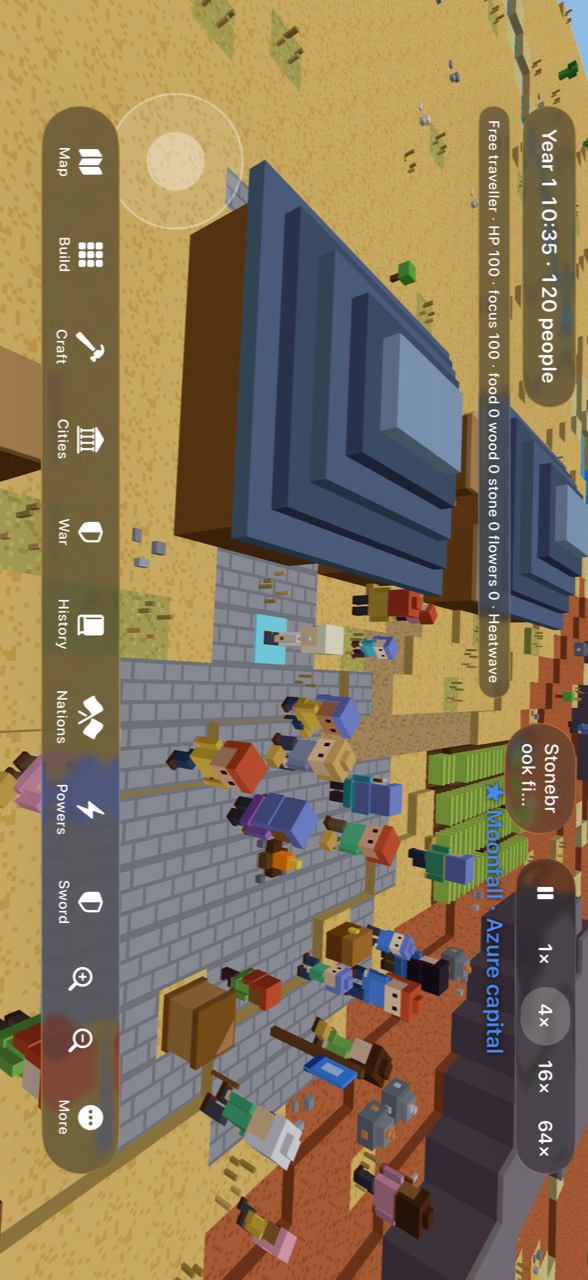 Year 1 10:35 · 120 people
Stonebr
ook fi...
1×
4×
16×
64×
Free traveller · HP 100 · focus 100 · food 0 wood 0 stone 0 flowers 0 · Heatwave
★ Moonfall · Azure capital
Map
Build
Craft
Cities
War
History
Nations
Powers
Sword
More